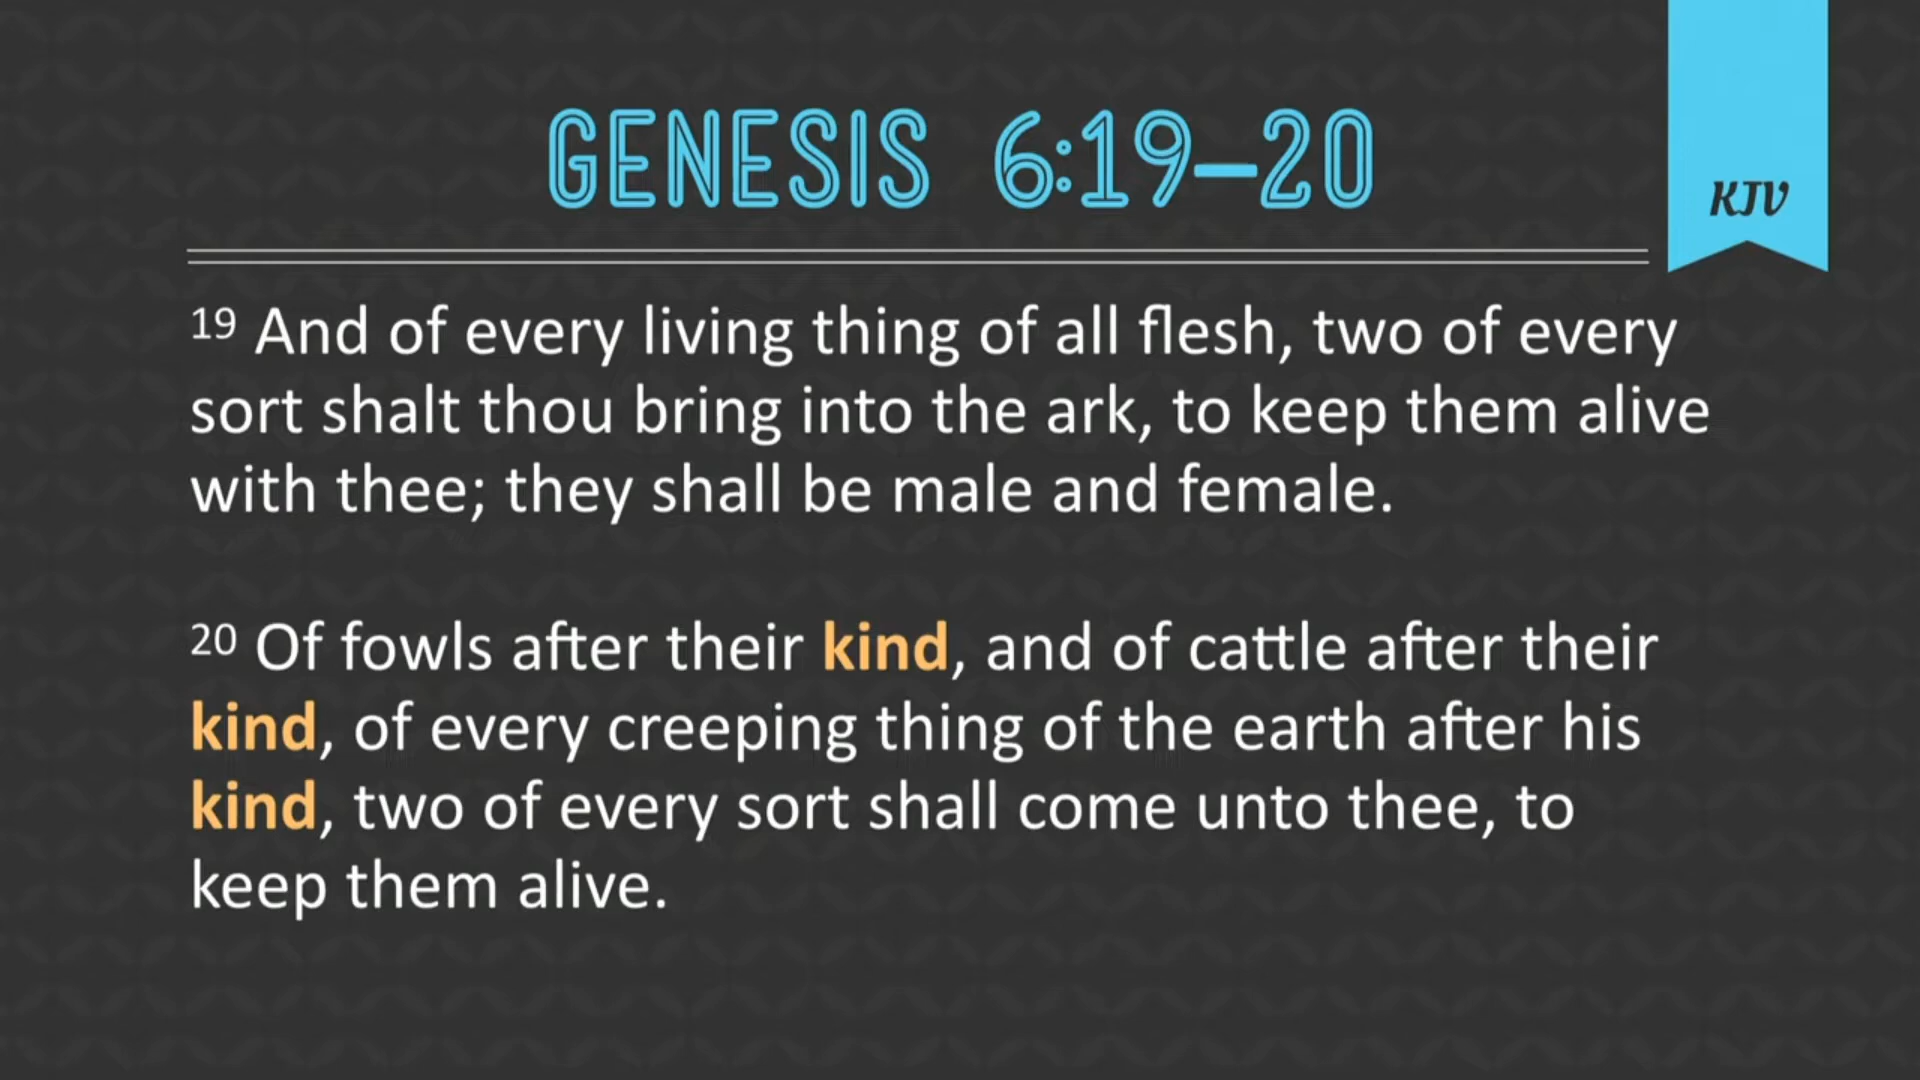 GENESIS 6:19–20
KJV
19 And of every living thing of all flesh, two of every
sort shalt thou bring into the ark, to keep them alive
with thee; they shall be male and female.
20 Of fowls after their kind, and of cattle after their
kind, of every creeping thing of the earth after his
kind, two of every sort shall come unto thee, to
keep them alive.